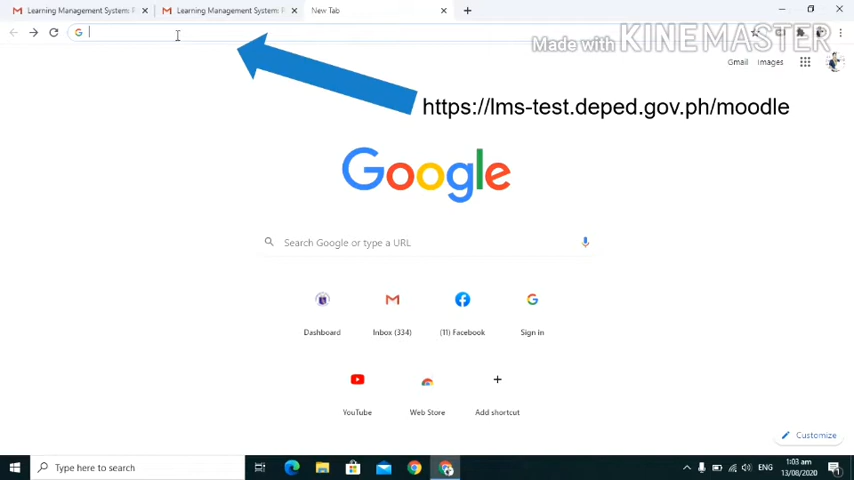 Learning Management System: R
Learning Management System: R
New Tab
Made with KINEMASTER
Gmail Images
https://lms-test.deped.gov.ph/moodle
Google
Search Google or type a URL
Dashboard
Inbox (334)
(11) Facebook
Sign in
YouTube
Web Store
Add shortcut
Customize
Type here to search
ENG
1:03 am
13/08/2020